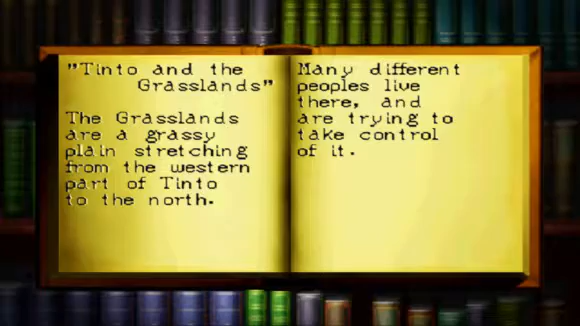 "Tinto and the
Grasslands"
The Grasslands
are a grassy
plain stretching
from the western
part of Tinto
to the north.
Many different
peoples live
there, and
are trying to
take control
of it.